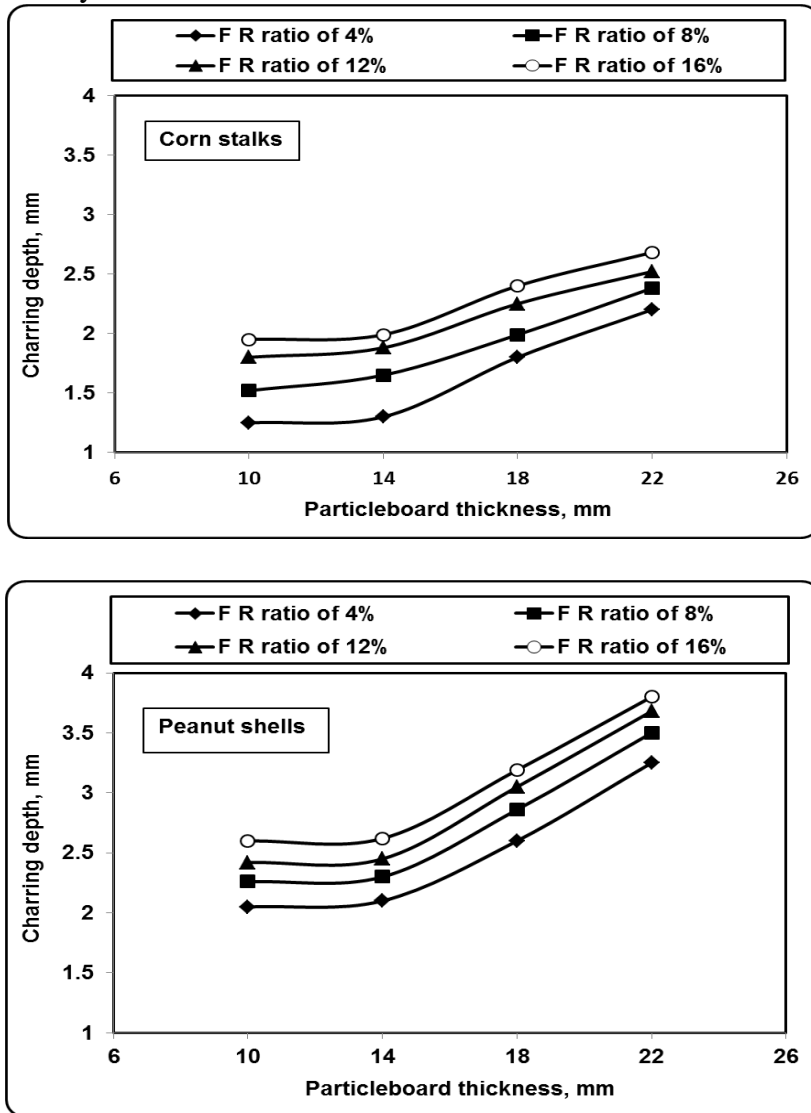 F R ratio of 4% F R ratio of 8%
F R ratio of 12% F R ratio of 16%
4
Corn stalks
3.5
3
2.5
2
1.5
1
6 10 14 18 22 26
Charring depth, mm
Particleboard thickness, mm
F R ratio of 4% F R ratio of 8%
F R ratio of 12% F R ratio of 16%
4
Peanut shells
3.5
3
2.5
2
1.5
1
6 10 14 18 22 26
Charring depth, mm
Particleboard thickness, mm